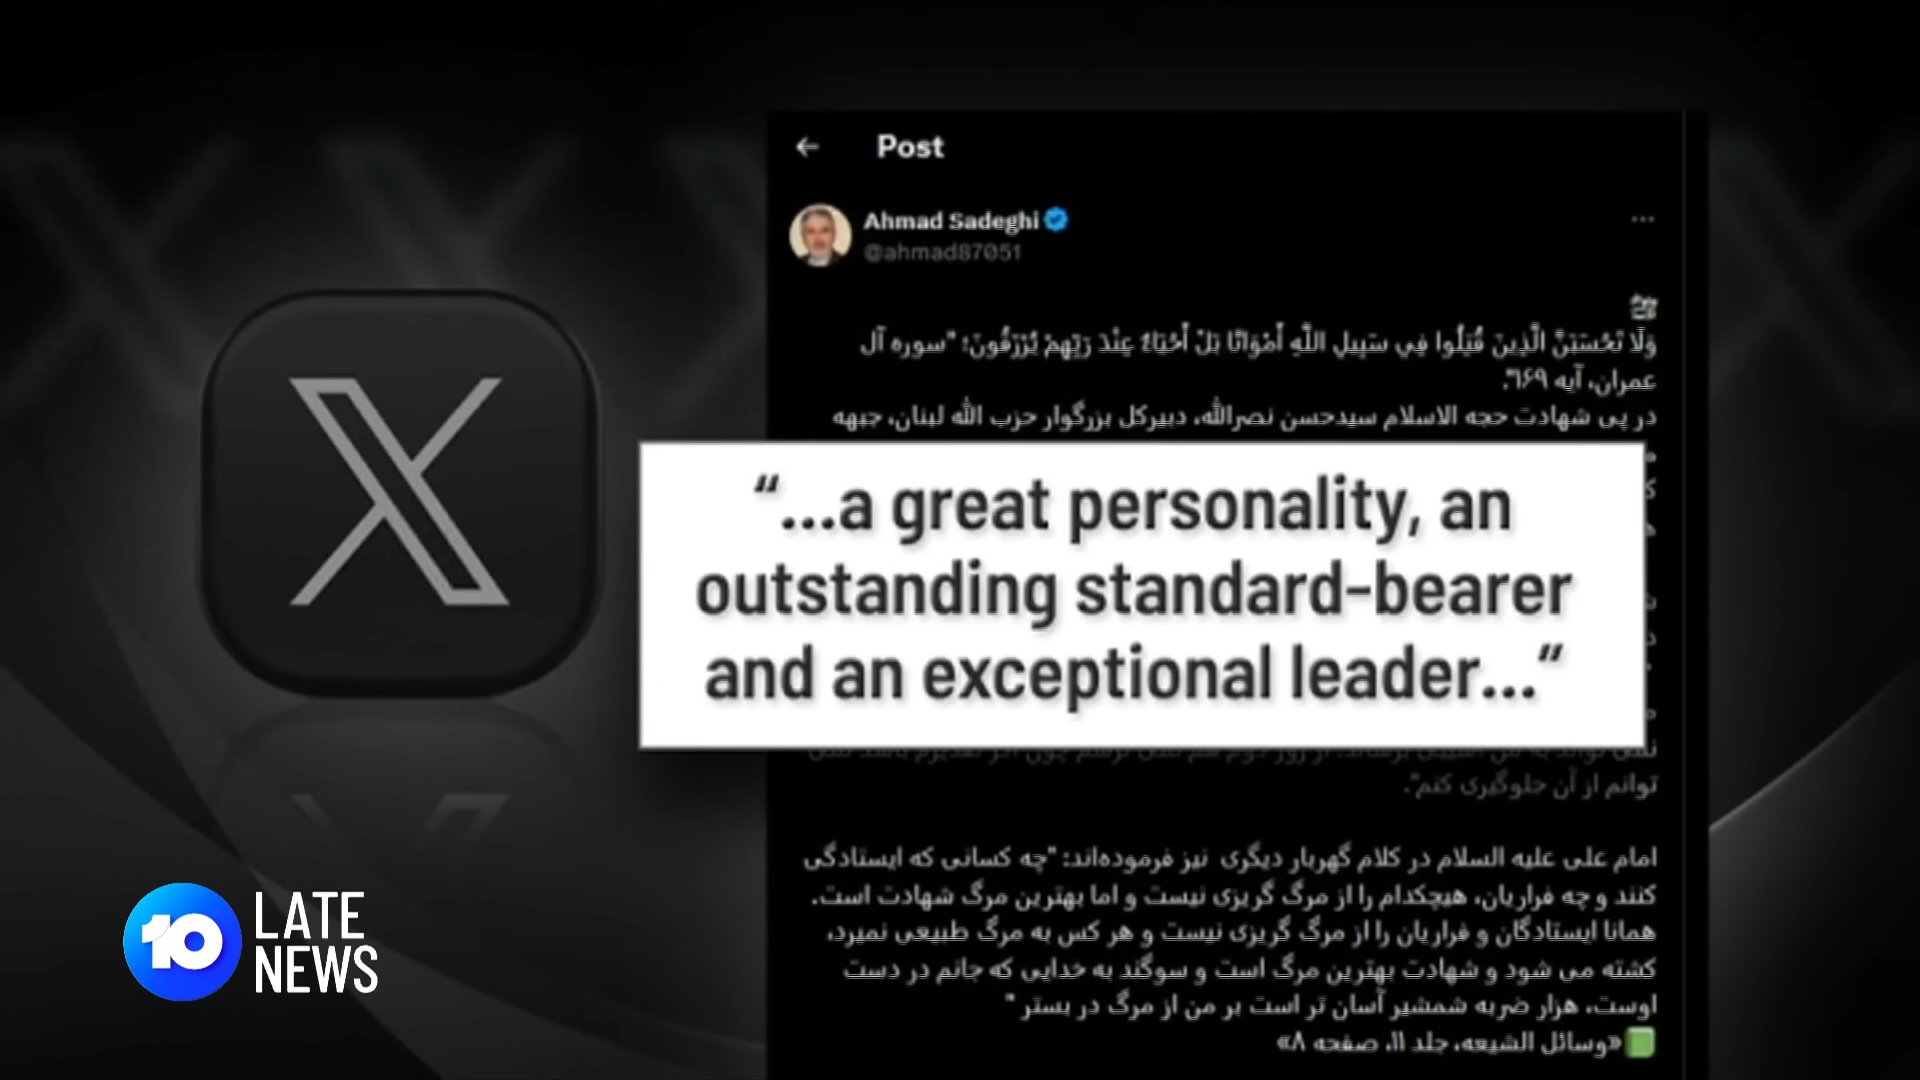 Post
Ahmad Sadeghi
@ahmad87051
وَلَا تَحْسَبَنَّ الَّذِينَ قُتِلُوا فِي سَبِيلِ اللَّهِ أَمْوَاتًا بَلْ أَحْيَاءٌ عِنْدَ رَبِّهِمْ يُرْزَقُونَ؛ "سوره آل
عمران، آیه ۱۶۹".
در پی شهادت حجه الاسلام سیدحسن نصرالله، دبیرکل بزرگوار حزب الله لبنان، جبهه
“...a great personality, an
outstanding standard-bearer
and an exceptional leader...”
توانم از آن جلوگیری کنم".
امام علی علیه السلام در کلام گهربار دیگری نیز فرموده‌اند: "چه کسانی که ایستادگی
کنند و چه فراریان، هیچکدام را از مرگ گریزی نیست و اما بهترین مرگ شهادت است.
همانا ایستادگان و فراریان را از مرگ گریزی نیست و هر کس به مرگ طبیعی نمیرد،
کشته می شود و شهادت بهترین مرگ است و سوگند به خدایی که جانم در دست
اوست، هزار ضربه شمشیر آسان تر است بر من از مرگ در بستر "
«وسائل الشیعه، جلد ۱۱، صفحه ۸»
10 LATE
NEWS